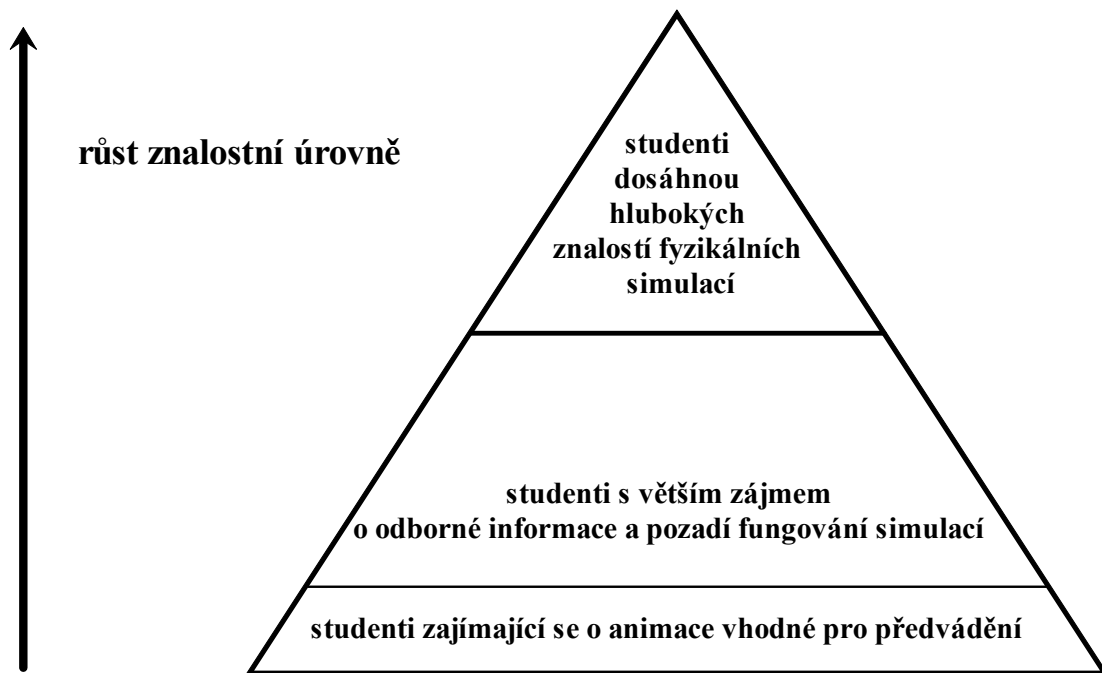 růst znalostní úrovně
studenti
dosáhnou
hlubokých
znalostí fyzikálních
simulací
studenti s větším zájmem
o odborné informace a pozadí fungování simulací
studenti zajímající se o animace vhodné pro předvádění